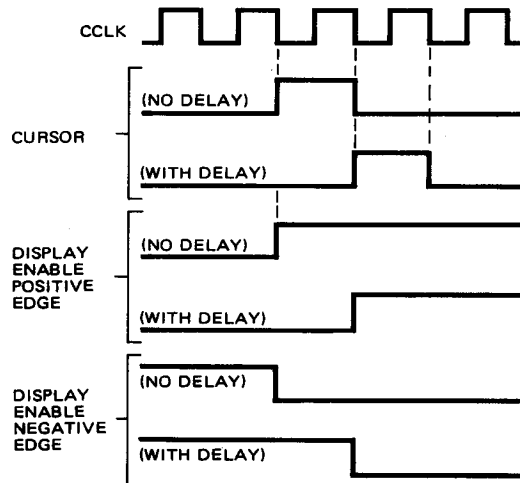 CCLK
CURSOR
(NO DELAY)
(WITH DELAY)
DISPLAY
ENABLE
POSITIVE
EDGE
(NO DELAY)
(WITH DELAY)
DISPLAY
ENABLE
NEGATIVE
EDGE
(NO DELAY)
(WITH DELAY)